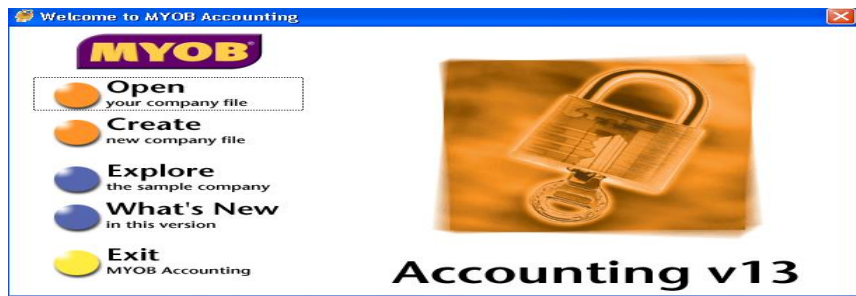 Welcome to MYOB Accounting
MYOB
Open
your company file
Create
new company file
Explore
the sample company
What's New
in this version
Exit
MYOB Accounting
Accounting v13